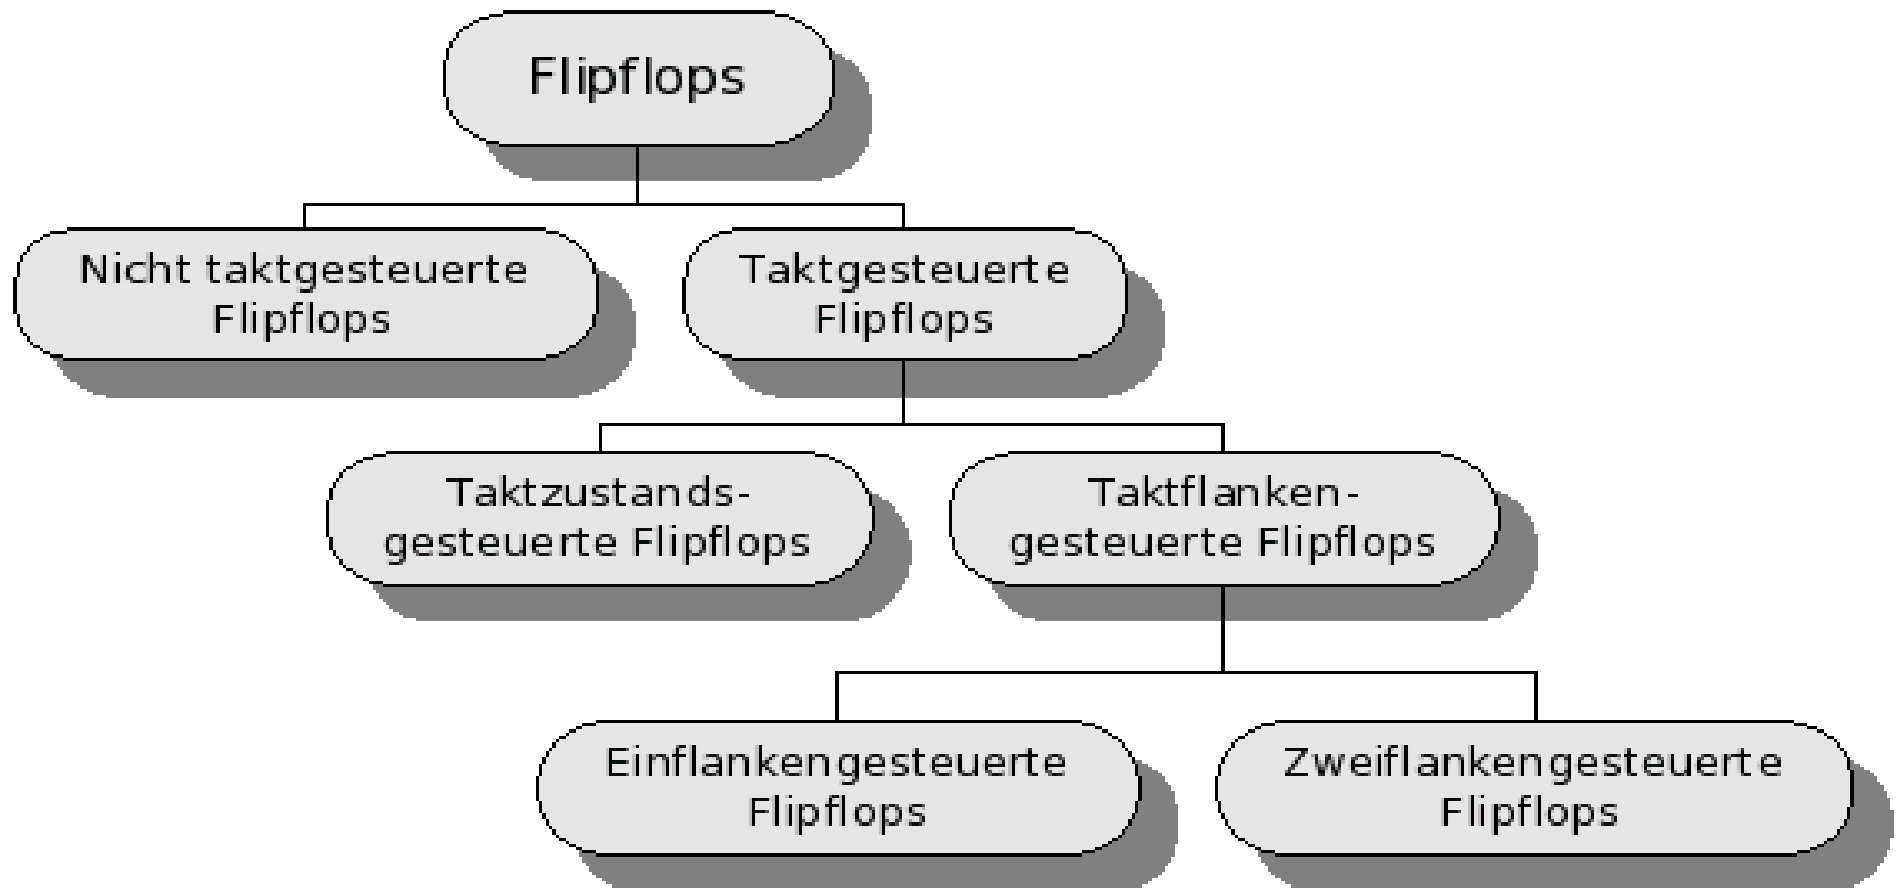 Flipflops
Nicht taktgesteuerte
Flipflops
Taktgesteuerte
Flipflops
Taktzustands-
gesteuerte Flipflops
Taktflanken-
gesteuerte Flipflops
Einflankengesteuerte
Flipflops
Zweiflankengesteuerte
Flipflops